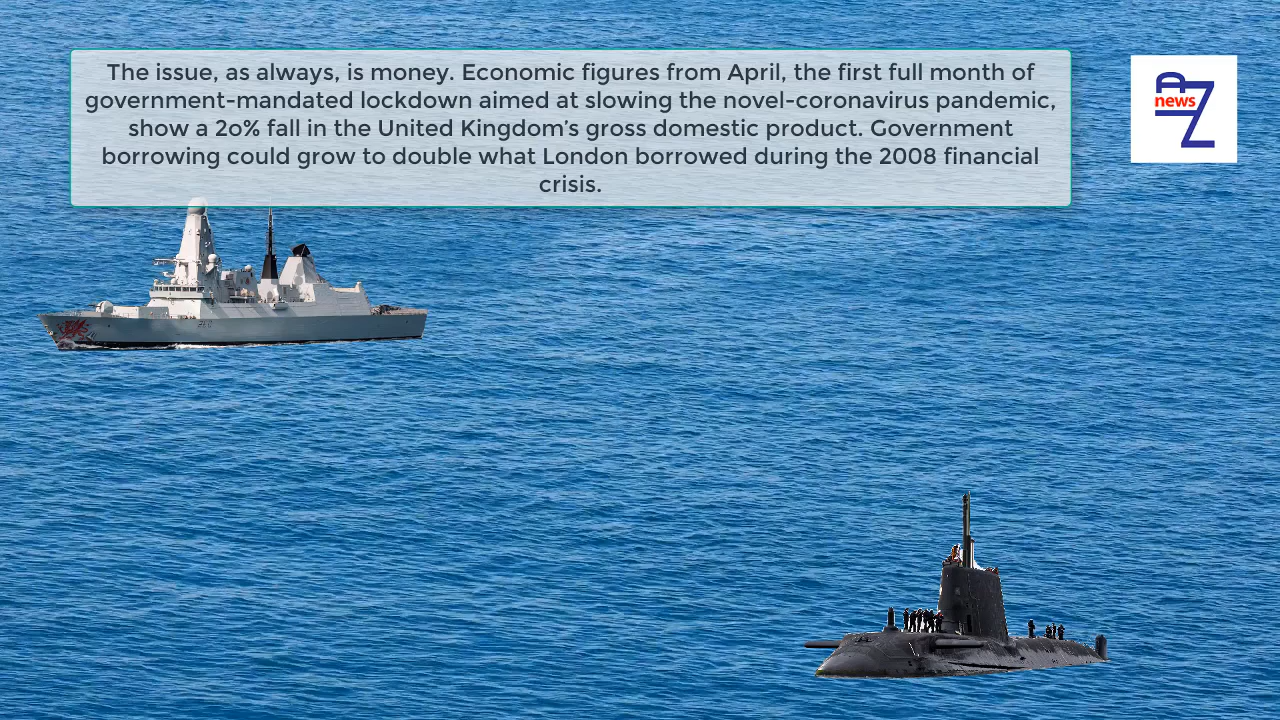 The issue, as always, is money. Economic figures from April, the first full month of
government-mandated lockdown aimed at slowing the novel-coronavirus pandemic,
show a 2o% fall in the United Kingdom’s gross domestic product. Government
borrowing could grow to double what London borrowed during the 2008 financial
crisis.
A
news
Z